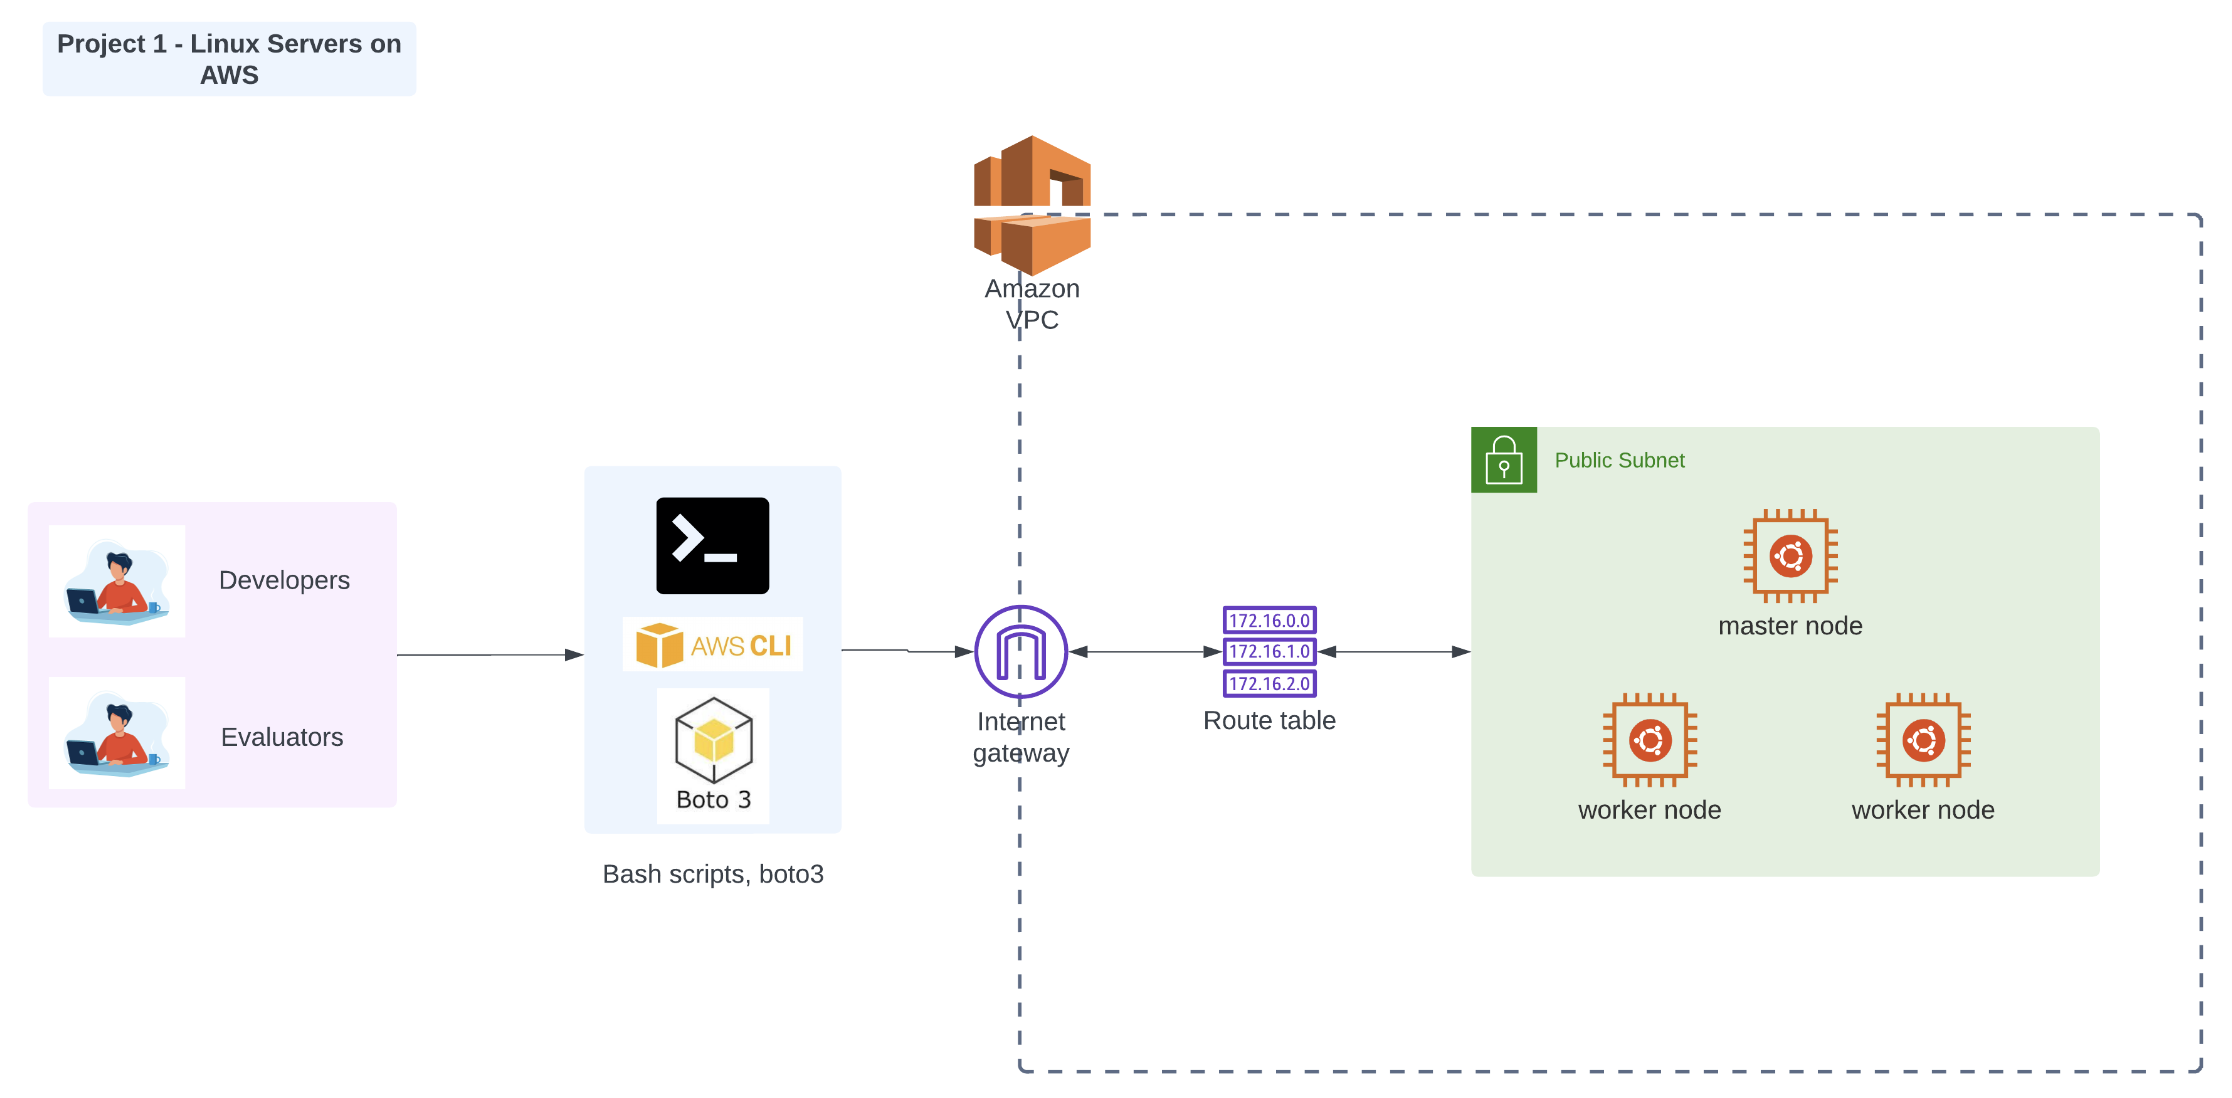 Project 1 - Linux Servers on
AWS
Amazon
VPC
Developers
Evaluators
>_
AWS CLI
Boto 3
Bash scripts, boto3
Internet
gateway
172.16.0.0
172.16.1.0
172.16.2.0
Route table
Public Subnet
master node
worker node
worker node